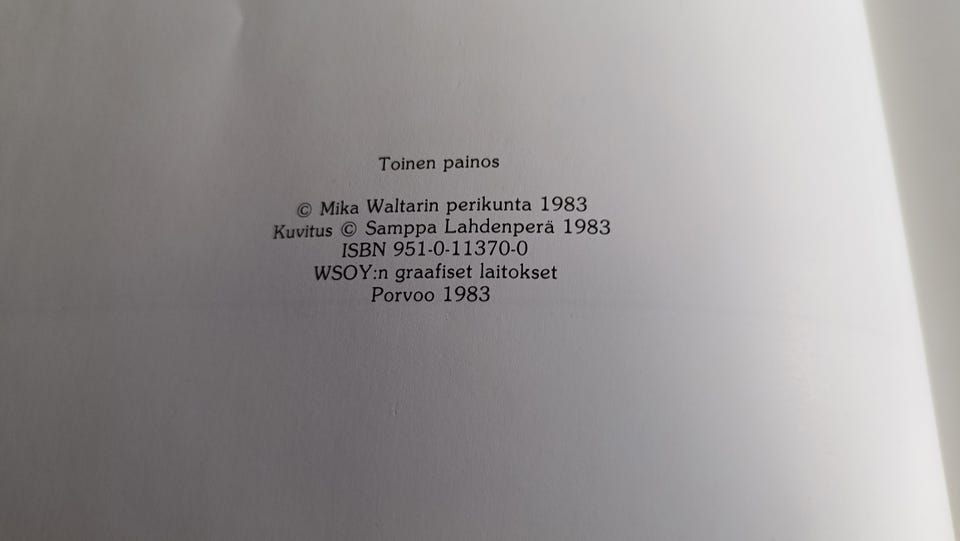 Toinen painos
© Mika Waltarin perikunta 1983
Kuvitus © Samppa Lahdenperä 1983
ISBN 951-0-11370-0
WSOY:n graafiset laitokset
Porvoo 1983